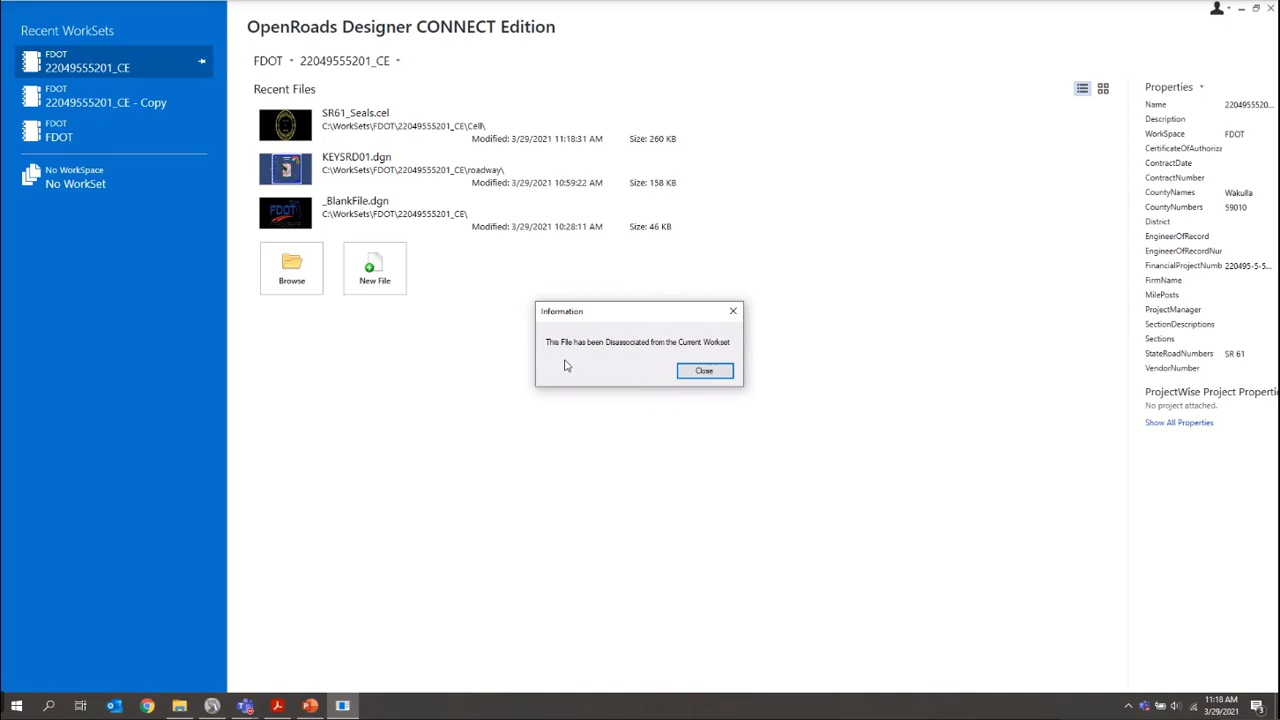 Recent WorkSets
FDOT
22049555201_CE
FDOT
22049555201_CE - Copy
FDOT
FDOT
No WorkSpace
No WorkSet
OpenRoads Designer CONNECT Edition
FDOT 22049555201_CE
Recent Files
SR61_Seals.cel
C:\WorkSets\FDOT\22049555201_CE\Cell\
Modified: 3/29/2021 11:18:31 AM Size: 260 KB
KEYSRD01.dgn
C:\WorkSets\FDOT\22049555201_CE\roadway\
Modified: 3/29/2021 10:59:22 AM Size: 158 KB
FDOT
_BlankFile.dgn
C:\WorkSets\FDOT\22049555201_CE\
Modified: 3/29/2021 10:28:11 AM Size: 46 KB
Browse
New File
Information
This File has been Disassociated from the Current Workset
Close
Properties
Name 2204955520...
Description
WorkSpace FDOT
CertificateOfAuthoriza
ContractDate
ContractNumber
CountyNames Wakulla
CountyNumbers 59010
District
EngineerOfRecord
EngineerOfRecordNur
FinancialProjectNumb 220495-5-5...
FirmName
MilePosts
ProjectManager
SectionDescriptions
Sections
StateRoadNumbers SR 61
VendorNumber
ProjectWise Project Properti
No project attached.
Show All Properties
11:18 AM
3/29/2021